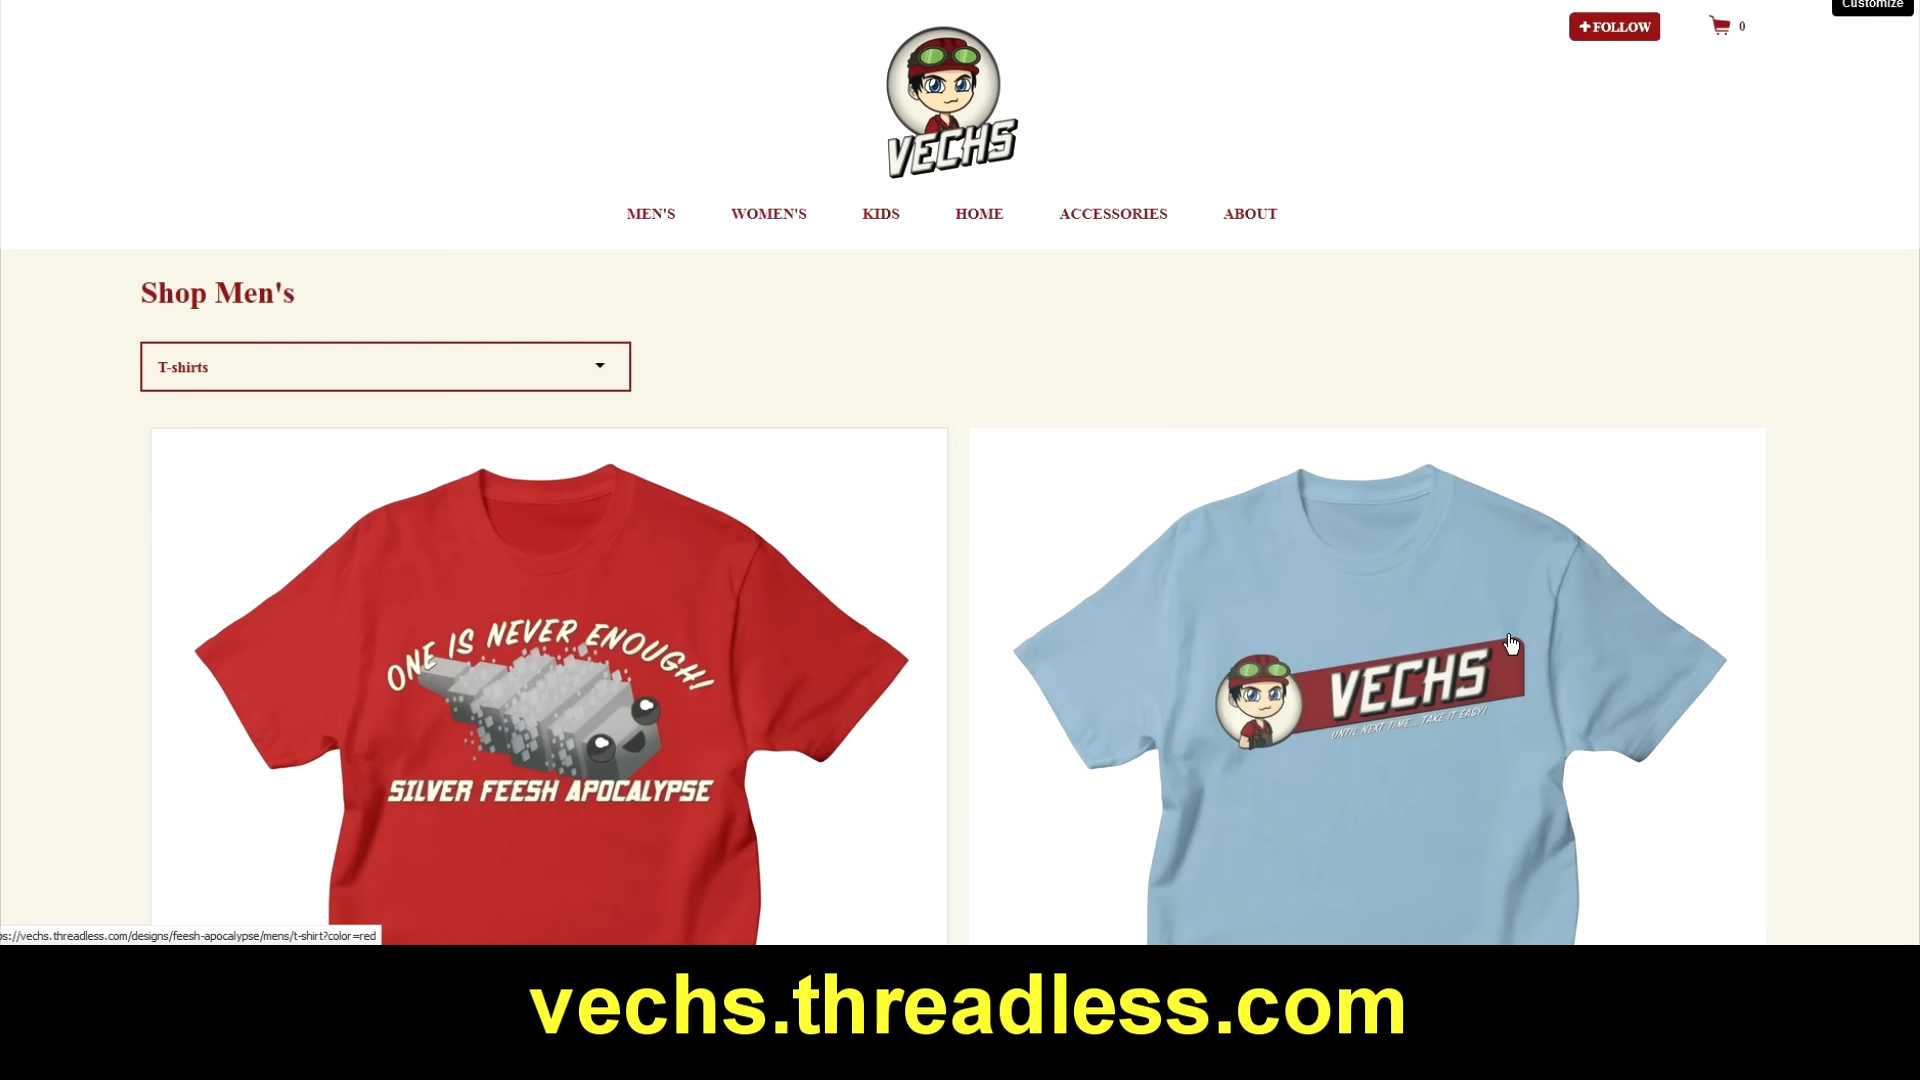 Customize
+FOLLOW
0
VECHS
MEN'S
WOMEN'S
KIDS
HOME
ACCESSORIES
ABOUT
Shop Men's
T-shirts
ONE IS NEVER ENOUGH!
SILVER FEESH APOCALYPSE
VECHS
UNTIL NEXT TIME... TAKE IT EASY!
ps://vechs.threadless.com/designs/feesh-apocalypse/mens/t-shirt?color=red
vechs.threadless.com